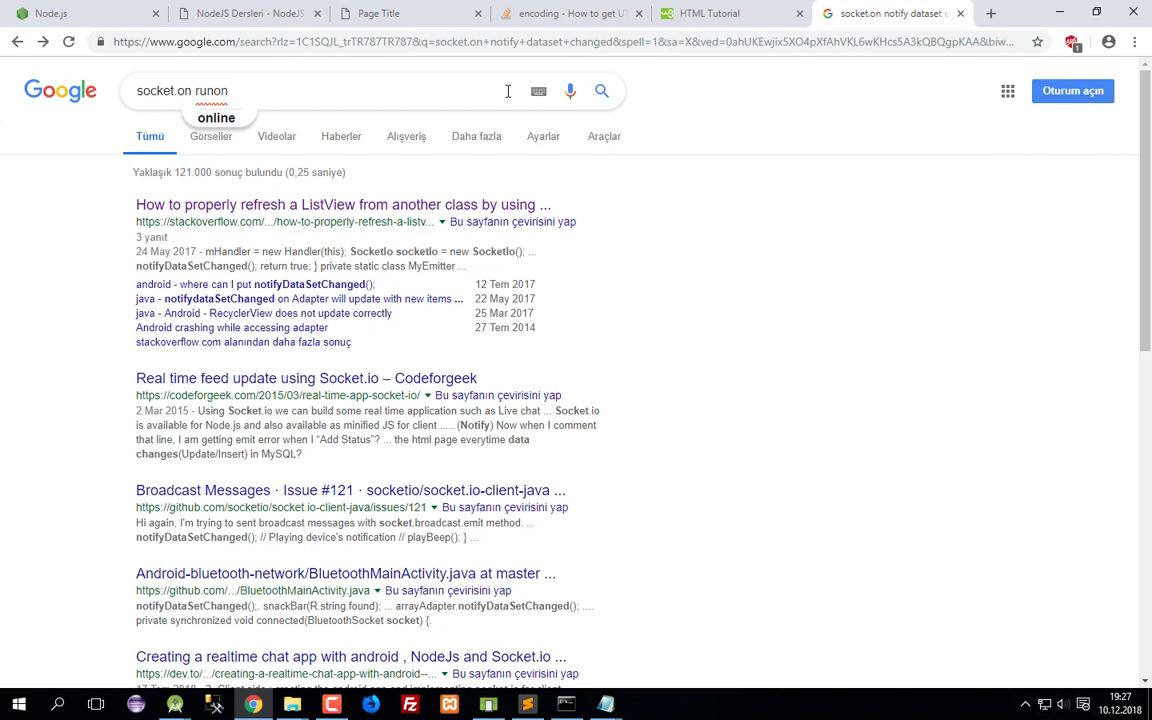 Node.js
NodeJS Dersleri - NodeJS
Page Title
encoding - How to get U
HTML Tutorial
socket.on notify dataset c
https://www.google.com/search?rlz=1C1SQJL_trTR787TR787&q=socket.on+notify+dataset+changed&spell=1&sa=X&ved=0ahUKEwjix5XO4pXfAhVKL6wKHcs5A3kQBQgpKAA&biw...
1
Google
socket.on runon
online
Oturum açın
Tümü
Görseller
Videolar
Haberler
Alışveriş
Daha fazla
Ayarlar
Araçlar
Yaklaşık 121.000 sonuç bulundu (0,25 saniye)
How to properly refresh a ListView from another class by using ...
https://stackoverflow.com/.../how-to-properly-refresh-a-listv... Bu sayfanın çevirisini yap
3 yanıt
24 May 2017 - mHandler = new Handler(this); SocketIo socketIo = new SocketIo(); ...
notifyDataSetChanged(); return true; } private static class MyEmitter ...
android - where can I put notifyDataSetChanged(); 12 Tem 2017
java - notifydataSetChanged on Adapter will update with new items ... 22 May 2017
java - Android - RecyclerView does not update correctly 25 Mar 2017
Android crashing while accessing adapter 27 Tem 2014
stackoverflow.com alanından daha fazla sonuç
Real time feed update using Socket.io – Codeforgeek
https://codeforgeek.com/2015/03/real-time-app-socket-io/ Bu sayfanın çevirisini yap
2 Mar 2015 - Using Socket.io we can build some real time application such as Live chat ... Socket.io
is available for Node.js and also available as minified JS for client ..... (Notify) Now when I comment
that line, I am getting emit error when I “Add Status”? ... the html page everytime data
changes(Update/Insert) in MySQL?
Broadcast Messages · Issue #121 · socketio/socket.io-client-java ...
https://github.com/socketio/socket.io-client-java/issues/121 Bu sayfanın çevirisini yap
Hi again, I'm trying to sent broadcast messages with socket.broadcast.emit method. ...
notifyDataSetChanged(); // Playing device's notification // playBeep(); } ...
Android-bluetooth-network/BluetoothMainActivity.java at master ...
https://github.com/.../BluetoothMainActivity.java Bu sayfanın çevirisini yap
notifyDataSetChanged();. snackBar(R.string.found); ... arrayAdapter.notifyDataSetChanged(); ....
private synchronized void connected(BluetoothSocket socket) {.
Creating a realtime chat app with android , NodeJs and Socket.io ...
https://dev.to/.../creating-a-realtime-chat-app-with-android--... Bu sayfanın çevirisini yap
19:27
10.12.2018